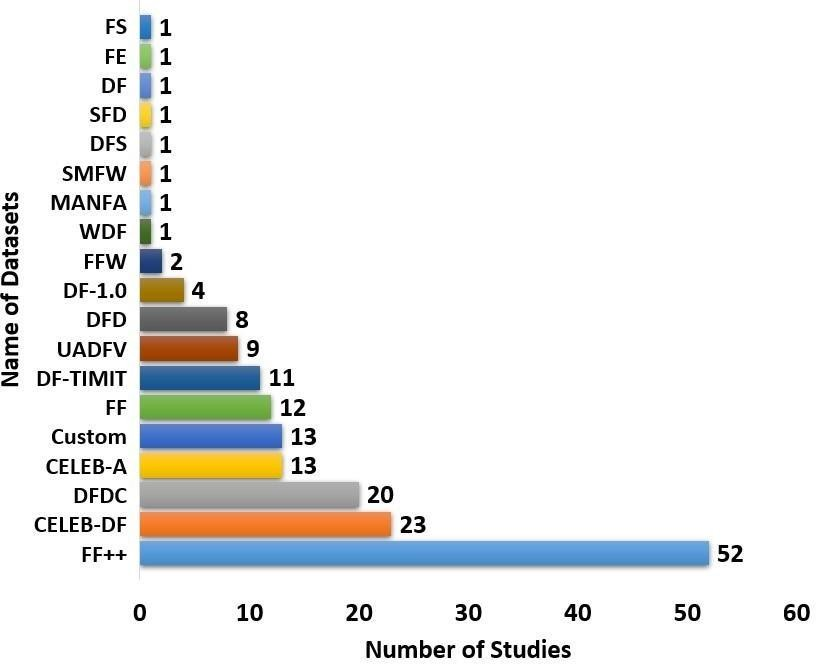 FS 1
FE 1
DF 1
SFD 1
DFS 1
SMFW 1
MANFA 1
WDF 1
FFW 2
DF-1.0 4
DFD 8
UADFV 9
DF-TIMIT 11
FF 12
Custom 13
CELEB-A 13
DFDC 20
CELEB-DF 23
FF++ 52
Name of Datasets
0 10 20 30 40 50 60
Number of Studies